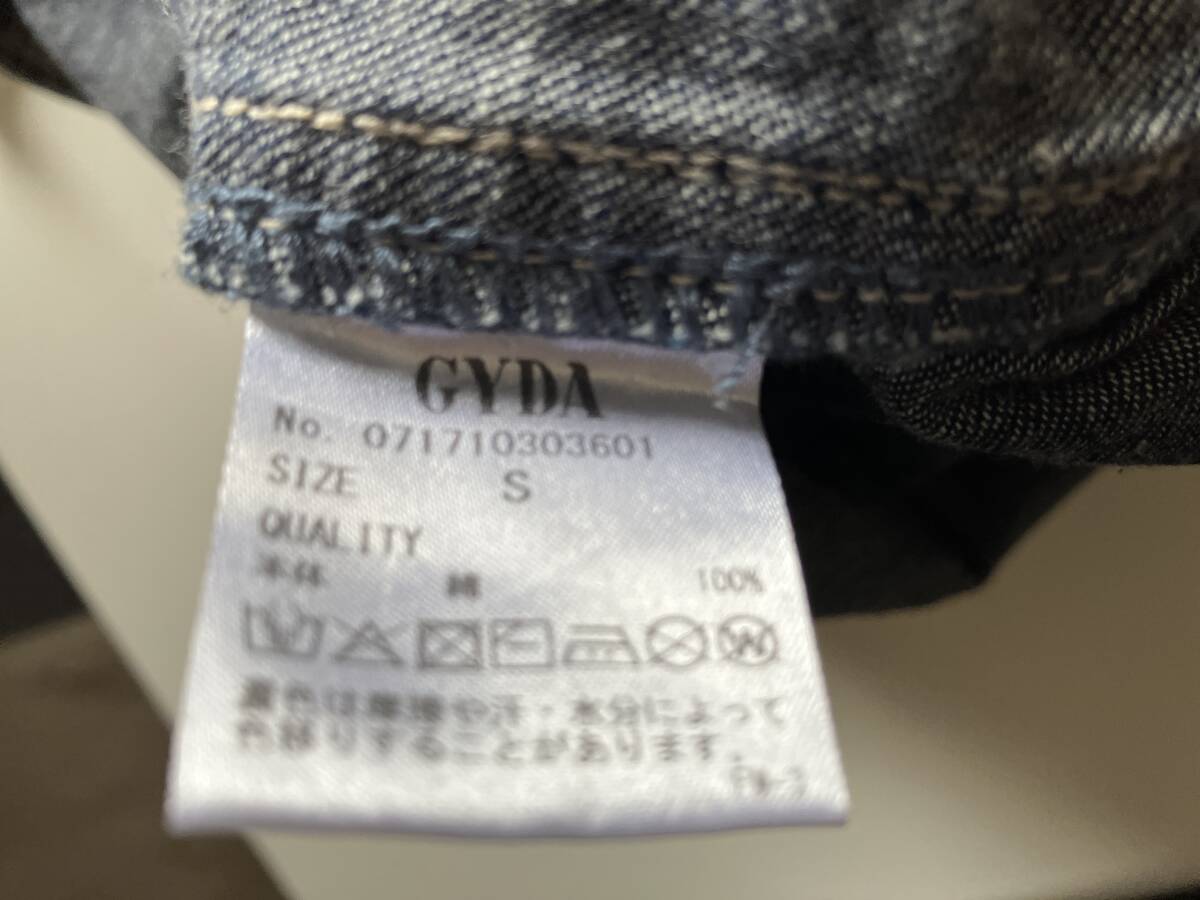 GYDA
No. 071710303601
SIZE S
QUALITY
本体 綿 100%
濃色は摩擦や汗・水分によって
色移りすることがあります。